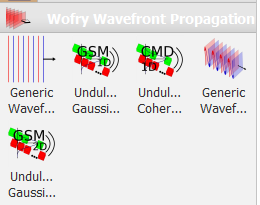 Wofry Wavefront Propagation
GSM 1D
CMD 1D
Generic Wavef...
Undul... Gaussi...
Undul... Coher...
Generic Wavef...
GSM 2D
Undul... Gaussi...